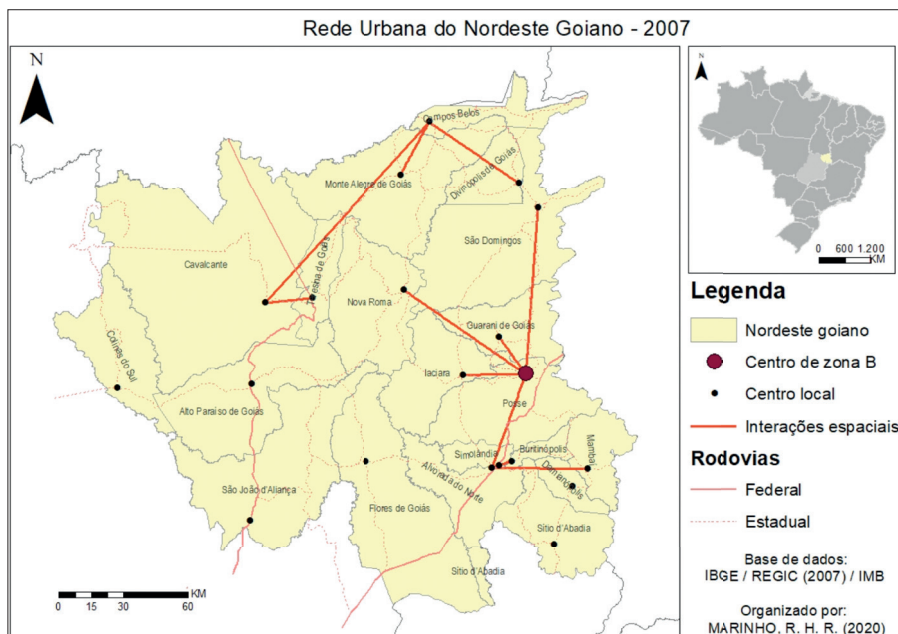 Rede Urbana do Nordeste Goiano - 2007
N
Campos Belos
Monte Alegre de Goiás
Divinópolis de Goiás
São Domingos
Cavalcante
Teresina de Goiás
Nova Roma
Guarani de Goiás
Colinas do Sul
Iaciara
Posse
Alto Paraíso de Goiás
Simolândia
Buritinópolis
Mambaí
Alvorada do Norte
Damianópolis
São João d'Aliança
Flores de Goiás
Sítio d'Abadia
Sítio d'Abadia
0 15 30 60 KM
N
0 600 1.200
KM
Legenda
Nordeste goiano
Centro de zona B
Centro local
Interações espaciais
Rodovias
Federal
Estadual
Base de dados:
IBGE / REGIC (2007) / IMB
Organizado por:
MARINHO, R. H. R. (2020)